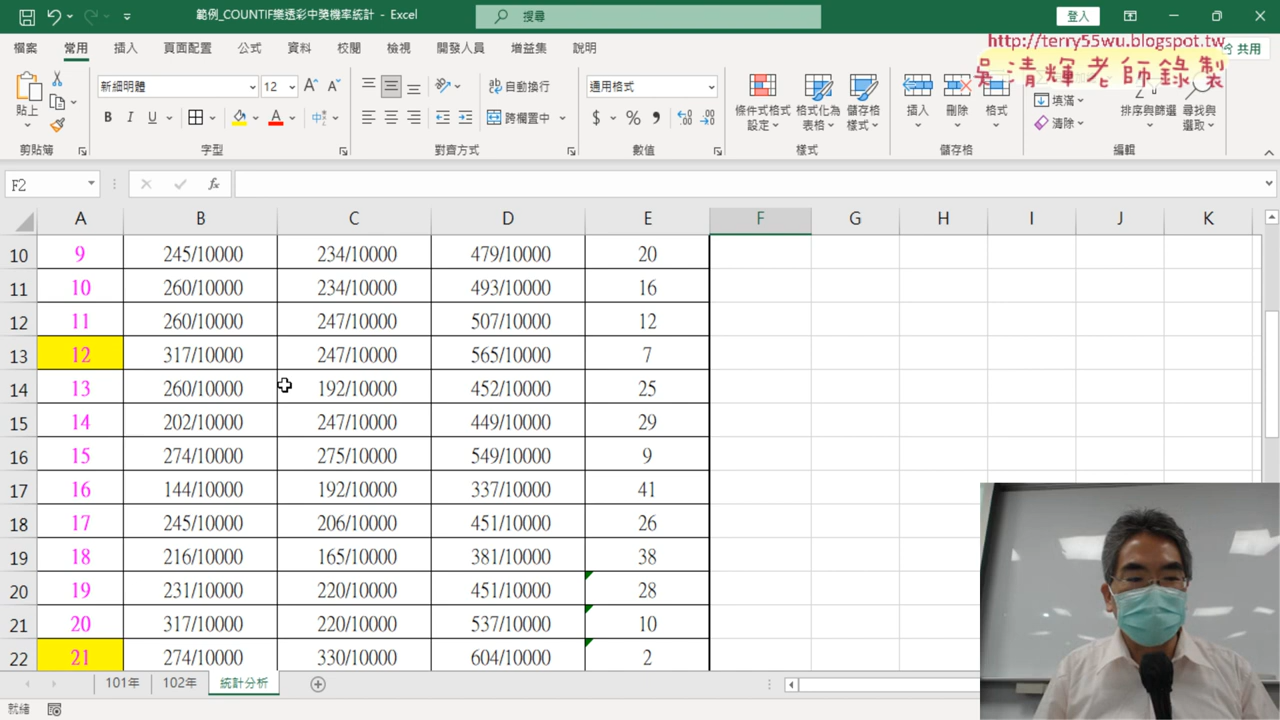 範例_COUNTIF樂透彩中獎機率統計 - Excel
搜尋
登入
檔案 常用 插入 頁面配置 公式 資料 校閱 檢視 開發人員 增益集 說明
共用
http://terry55wu.blogspot.tw
吳清輝老師錄製
貼上
新細明體 12
B I U
中
ab 自動換行
跨欄置中
通用格式
$ %
條件式格式設定
格式化為表格
儲存格樣式
插入 刪除 格式
填滿
清除
排序與篩選
尋找與選取
剪貼簿 字型 對齊方式 數值 樣式 儲存格 編輯
F2 fx
A B C D E F G H I J K
10 9 245/10000 234/10000 479/10000 20
11 10 260/10000 234/10000 493/10000 16
12 11 260/10000 247/10000 507/10000 12
13 12 317/10000 247/10000 565/10000 7
14 13 260/10000 192/10000 452/10000 25
15 14 202/10000 247/10000 449/10000 29
16 15 274/10000 275/10000 549/10000 9
17 16 144/10000 192/10000 337/10000 41
18 17 245/10000 206/10000 451/10000 26
19 18 216/10000 165/10000 381/10000 38
20 19 231/10000 220/10000 451/10000 28
21 20 317/10000 220/10000 537/10000 10
22 21 274/10000 330/10000 604/10000 2
101年 102年 統計分析
就緒